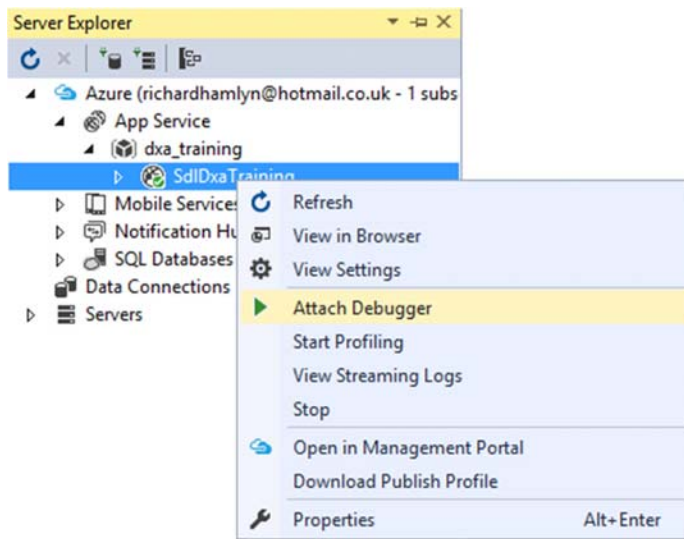 Server Explorer
Azure (richardhamlyn@hotmail.co.uk - 1 subs
App Service
dxa_training
SdlDxaTraining
Mobile Services
Notification Hu
SQL Databases
Data Connections
Servers
Refresh
View in Browser
View Settings
Attach Debugger
Start Profiling
View Streaming Logs
Stop
Open in Management Portal
Download Publish Profile
Properties Alt+Enter